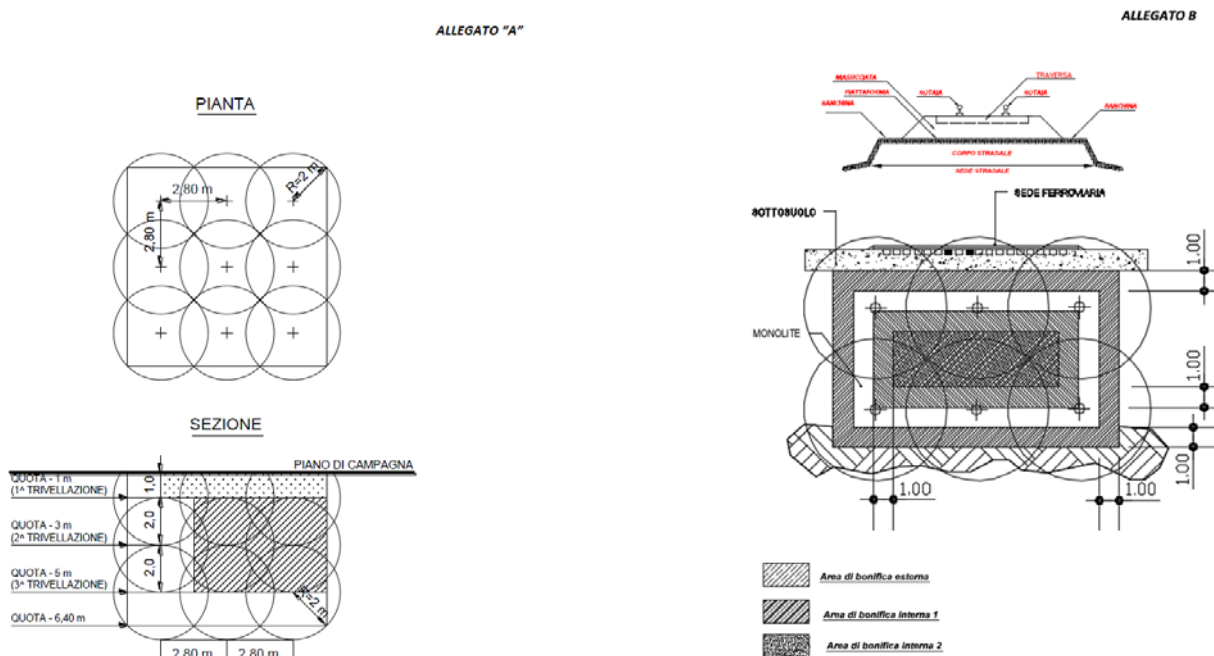 ALLEGATO "A"
PIANTA
2,80 m
R=2 m
2,80 m
SEZIONE
PIANO DI CAMPAGNA
QUOTA - 1 m
(1^ TRIVELLAZIONE)
1.0
QUOTA - 3 m
(2^ TRIVELLAZIONE)
2.0
QUOTA - 5 m
(3^ TRIVELLAZIONE)
2.0
R=2 m
QUOTA - 6,40 m
2,80 m
2,80 m
ALLEGATO B
MASSICCIATA
TRAVERSA
PIATTAFORMA
ROTAIA
ROTAIA
BANCHINA
BANCHINA
CORPO STRADALE
SEDE STRADALE
SEDE FERROVIARIA
SOTTOSUOLO
1.00
MONOLITE
1.00
1.00
1.00
1.00
Area di bonifica esterna
Area di bonifica interna 1
Area di bonifica interna 2